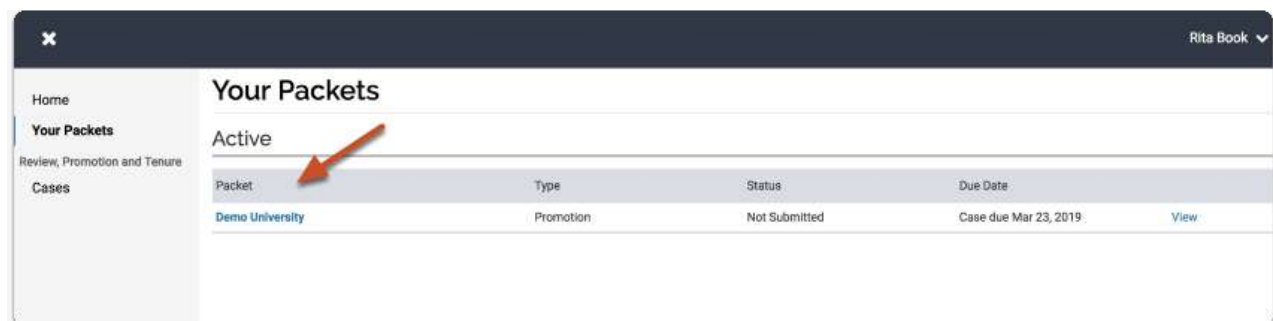 Rita Book
Home
Your Packets
Review, Promotion and Tenure
Cases
Your Packets
Active
Packet Type Status Due Date
Demo University Promotion Not Submitted Case due Mar 23, 2019 View